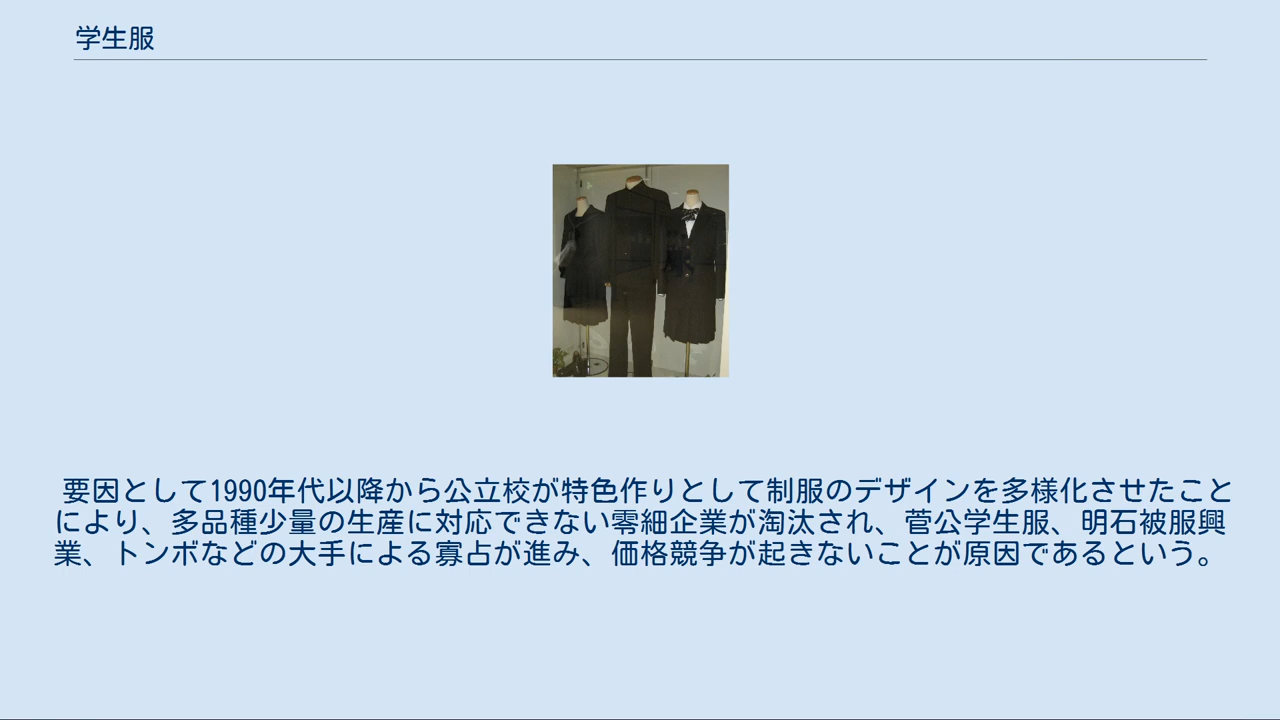 学生服
要因として1990年代以降から公立校が特色作りとして制服のデザインを多様化させたこと
により、多品種少量の生産に対応できない零細企業が淘汰され、菅公学生服、明石被服興
業、トンボなどの大手による寡占が進み、価格競争が起きないことが原因であるという。